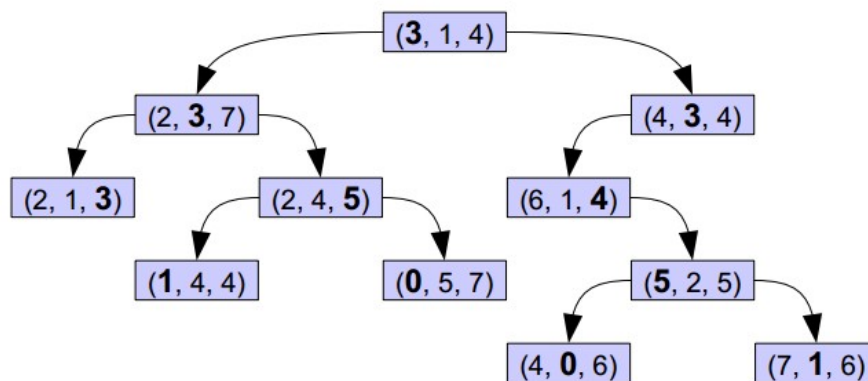 (3, 1, 4)
(2, 3, 7)
(4, 3, 4)
(2, 1, 3)
(2, 4, 5)
(6, 1, 4)
(1, 4, 4)
(0, 5, 7)
(5, 2, 5)
(4, 0, 6)
(7, 1, 6)